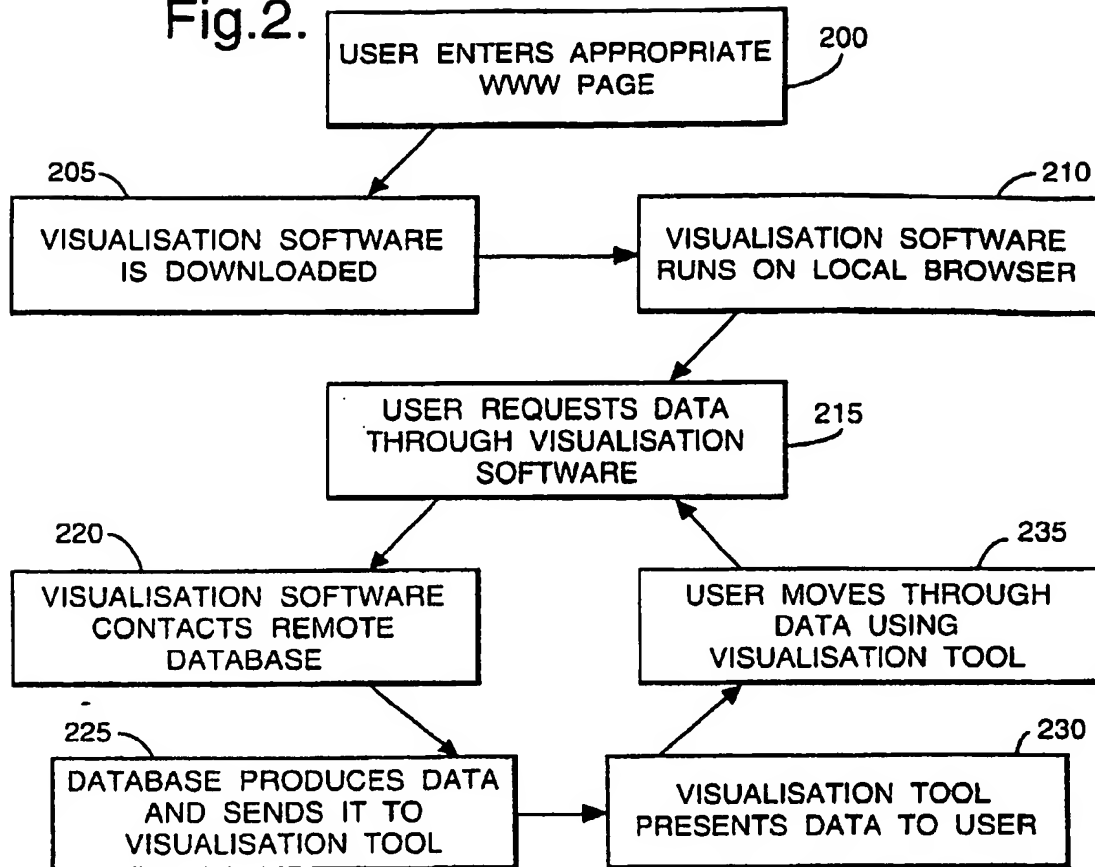 Fig.2.
USER ENTERS APPROPRIATE
WWW PAGE
200
205
VISUALISATION SOFTWARE
IS DOWNLOADED
210
VISUALISATION SOFTWARE
RUNS ON LOCAL BROWSER
USER REQUESTS DATA
THROUGH VISUALISATION
SOFTWARE
215
220
VISUALISATION SOFTWARE
CONTACTS REMOTE
DATABASE
235
USER MOVES THROUGH
DATA USING
VISUALISATION TOOL
225
DATABASE PRODUCES DATA
AND SENDS IT TO
VISUALISATION TOOL
230
VISUALISATION TOOL
PRESENTS DATA TO USER